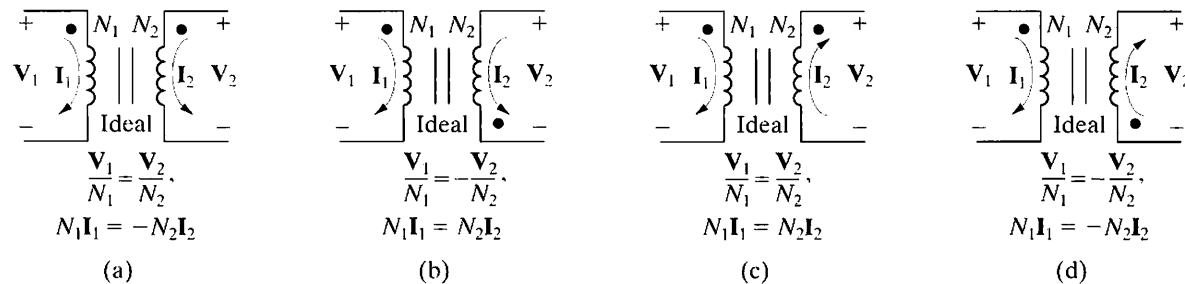 + N₁ N₂ +
V₁ I₁ I₂ V₂
− Ideal −
V₁/N₁ = V₂/N₂,
N₁I₁ = −N₂I₂
(a)
+ N₁ N₂ +
V₁ I₁ I₂ V₂
− Ideal −
V₁/N₁ = −V₂/N₂,
N₁I₁ = N₂I₂
(b)
+ N₁ N₂ +
V₁ I₁ I₂ V₂
− Ideal −
V₁/N₁ = V₂/N₂,
N₁I₁ = N₂I₂
(c)
+ N₁ N₂ +
V₁ I₁ I₂ V₂
− Ideal −
V₁/N₁ = −V₂/N₂,
N₁I₁ = −N₂I₂
(d)